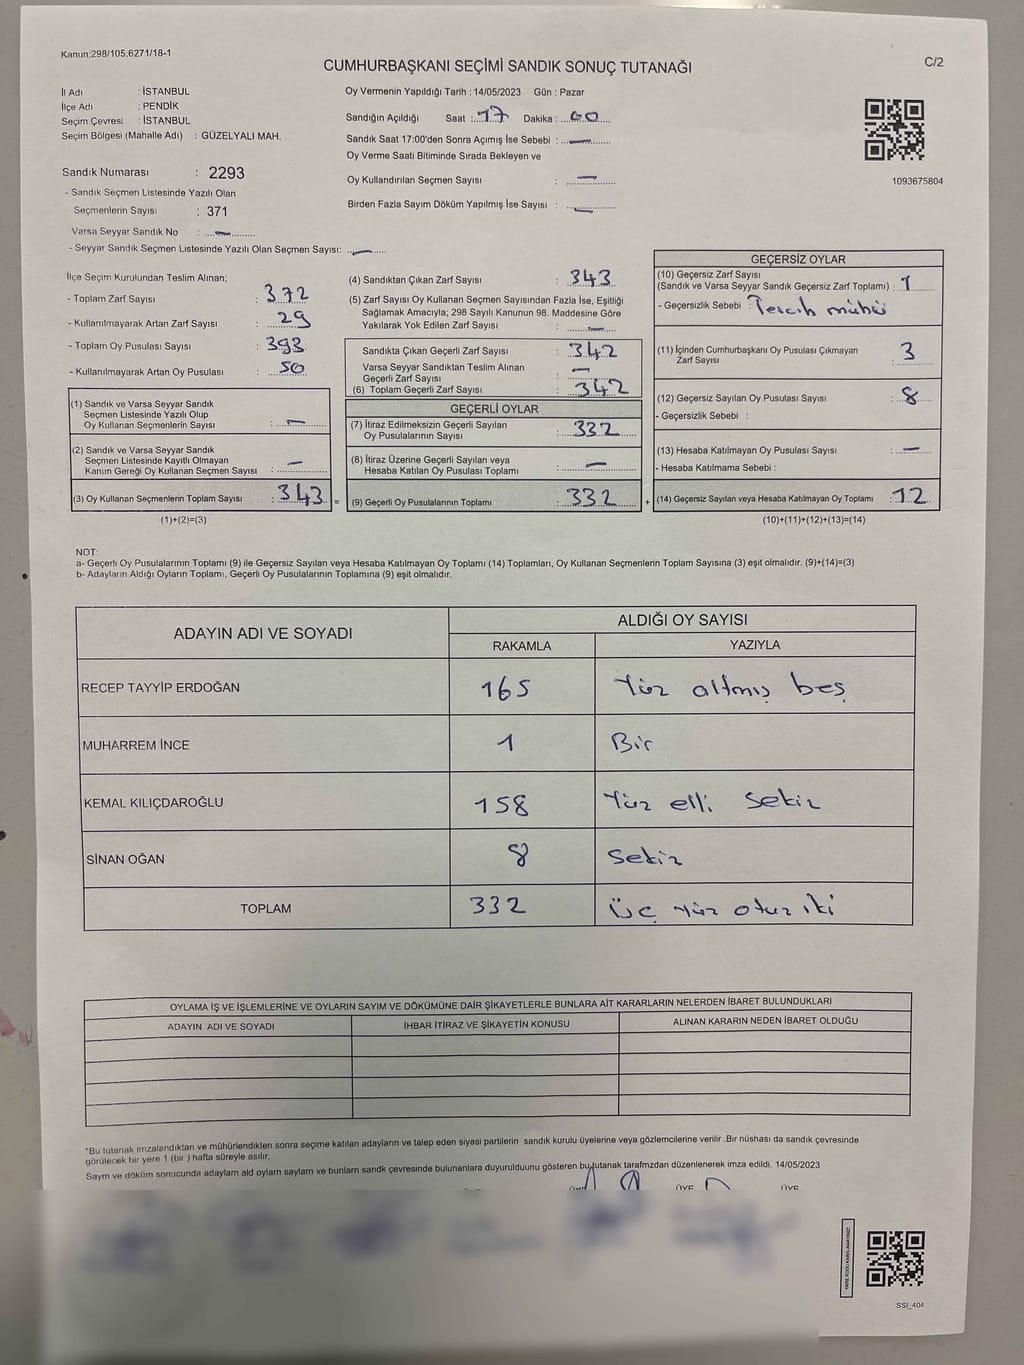 Kanun;298/105,6271/18-1
C/2
CUMHURBAŞKANI SEÇİMİ SANDIK SONUÇ TUTANAĞI
İl Adı : İSTANBUL
İlçe Adı : PENDİK
Seçim Çevresi : İSTANBUL
Seçim Bölgesi (Mahalle Adı) : GÜZELYALI MAH.
Oy Vermenin Yapıldığı Tarih : 14/05/2023 Gün : Pazar
Sandığın Açıldığı Saat : 17 Dakika : 00
Sandık Saat 17:00'den Sonra Açımış İse Sebebi : —
Oy Verme Saati Bitiminde Sırada Bekleyen ve
Oy Kullandırılan Seçmen Sayısı : —
Birden Fazla Sayım Döküm Yapılmış İse Sayısı : —
1093675804
Sandık Numarası : 2293
- Sandık Seçmen Listesinde Yazılı Olan
Seçmenlerin Sayısı : 371
Varsa Seyyar Sandık No : —
- Seyyar Sandık Seçmen Listesinde Yazılı Olan Seçmen Sayısı: —
İlçe Seçim Kurulundan Teslim Alınan;
- Toplam Zarf Sayısı : 372
- Kullanılmayarak Artan Zarf Sayısı : 29
- Toplam Oy Pusulası Sayısı : 393
- Kullanılmayarak Artan Oy Pusulası : 50
(1) Sandık ve Varsa Seyyar Sandık
Seçmen Listesinde Yazılı Olup
Oy Kullanan Seçmenlerin Sayısı : —
(2) Sandık ve Varsa Seyyar Sandık
Seçmen Listesinde Kayıtlı Olmayan
Kanun Gereği Oy Kullanan Seçmen Sayısı : —
(3) Oy Kullanan Seçmenlerin Toplam Sayısı : 343 =
(1)+(2)=(3)
(4) Sandıktan Çıkan Zarf Sayısı : 343
(5) Zarf Sayısı Oy Kullanan Seçmen Sayısından Fazla İse, Eşitliği
Sağlamak Amacıyla; 298 Sayılı Kanunun 98. Maddesine Göre
Yakılarak Yok Edilen Zarf Sayısı : —
Sandıkta Çıkan Geçerli Zarf Sayısı : 342
Varsa Seyyar Sandıktan Teslim Alınan
Geçerli Zarf Sayısı : —
(6) Toplam Geçerli Zarf Sayısı : 342
GEÇERLİ OYLAR
(7) İtiraz Edilmeksizin Geçerli Sayılan
Oy Pusulalarının Sayısı : 332
(8) İtiraz Üzerine Geçerli Sayılan veya
Hesaba Katılan Oy Pusulası Toplamı : —
(9) Geçerli Oy Pusulalarının Toplamı : 332 +
GEÇERSİZ OYLAR
(10) Geçersiz Zarf Sayısı
(Sandık ve Varsa Seyyar Sandık Geçersiz Zarf Toplamı) : 1
- Geçersizlik Sebebi : Tercih mührü
(11) İçinden Cumhurbaşkanı Oy Pusulası Çıkmayan
Zarf Sayısı : 3
(12) Geçersiz Sayılan Oy Pusulası Sayısı : 8
- Geçersizlik Sebebi :
(13) Hesaba Katılmayan Oy Pusulası Sayısı : —
- Hesaba Katılmama Sebebi :
(14) Geçersiz Sayılan veya Hesaba Katılmayan Oy Toplamı : 12
(10)+(11)+(12)+(13)=(14)
NOT:
a- Geçerli Oy Pusulalarının Toplamı (9) ile Geçersiz Sayılan veya Hesaba Katılmayan Oy Toplamı (14) Toplamları, Oy Kullanan Seçmenlerin Toplam Sayısına (3) eşit olmalıdır. (9)+(14)=(3)
b- Adayların Aldığı Oyların Toplamı, Geçerli Oy Pusulalarının Toplamına (9) eşit olmalıdır.
ADAYIN ADI VE SOYADI
ALDIĞI OY SAYISI
RAKAMLA YAZIYLA
RECEP TAYYİP ERDOĞAN 165 Yüz altmış beş
MUHARREM İNCE 1 Bir
KEMAL KILIÇDAROĞLU 158 Yüz elli sekiz
SİNAN OĞAN 8 Sekiz
TOPLAM 332 Üç yüz otuz iki
OYLAMA İŞ VE İŞLEMLERİNE VE OYLARIN SAYIM VE DÖKÜMÜNE DAİR ŞİKAYETLERLE BUNLARA AİT KARARLARIN NELERDEN İBARET BULUNDUKLARI
ADAYIN ADI VE SOYADI İHBAR İTİRAZ VE ŞİKAYETİN KONUSU ALINAN KARARIN NEDEN İBARET OLDUĞU
*Bu tutanak imzalandıktan ve mühürlendikten sonra seçime katılan adayların ve talep eden siyasi partilerin sandık kurulu üyelerine veya gözlemcilerine verilir .Bir nüshası da sandık çevresinde
görülecek bir yere 1 (bir ) hafta süreyle asılır.
Saym ve döküm sonucunda adaylarn ald oylarn saylarn ve bunlarn sandk çevresinde bulunanlara duyurulduunu gösteren bu tutanak tarafmzdan düzenlenerek imza edildi. 14/05/2023
ÜYE ÜYE
SSI_404